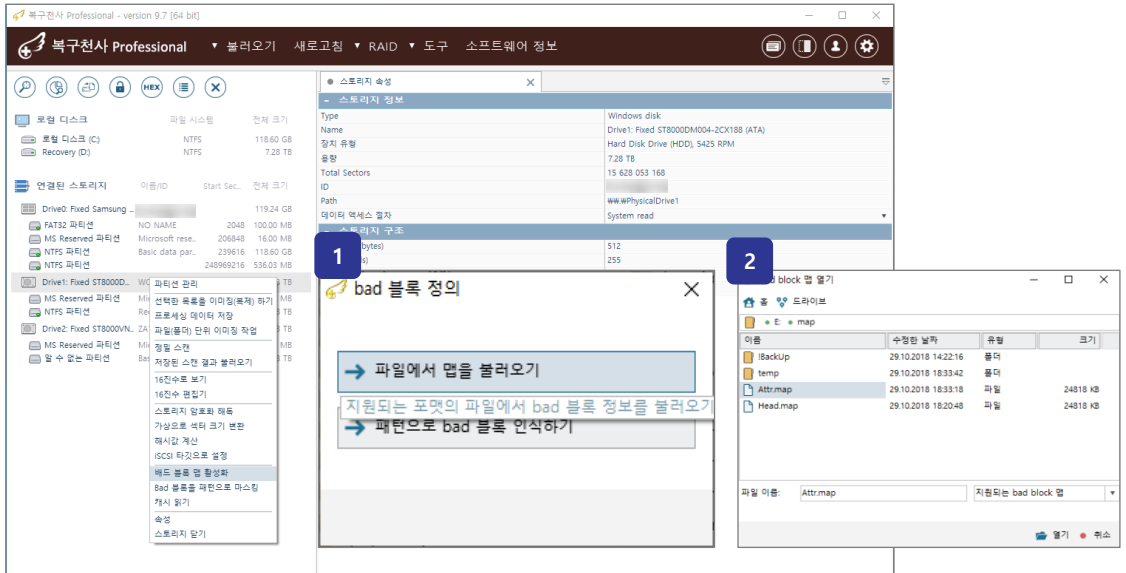 복구천사 Professional - version 9.7 [64 bit]
복구천사 Professional ▼ 불러오기 새로고침 ▼ RAID ▼ 도구 소프트웨어 정보
HEX
로컬 디스크 파일 시스템 전체 크기
로컬 디스크 (C:) NTFS 118.60 GB
Recovery (D:) NTFS 7.28 TB
연결된 스토리지 이름/ID Start Sec... 전체 크기
Drive0: Fixed Samsung ... 119.24 GB
FAT32 파티션 NO NAME 2048 100.00 MB
MS Reserved 파티션 Microsoft rese... 206848 16.00 MB
NTFS 파티션 Basic data par... 239616 118.60 GB
NTFS 파티션 248969216 536.03 MB
Drive1: Fixed ST8000D... WC TB
MS Reserved 파티션 Mi MB
NTFS 파티션 Re TB
Drive2: Fixed ST8000VN... ZA TB
MS Reserved 파티션 Mi MB
알 수 없는 파티션 Bas TB
파티션 관리
선택한 목록을 이미징(복제) 하기
프로세싱 데이터 저장
파일(폴더) 단위 이미징 작업
정밀 스캔
저장된 스캔 결과 불러오기
16진수로 보기
16진수 편집기
스토리지 암호화 해독
가상으로 섹터 크기 변환
해시값 계산
iSCSI 타깃으로 설정
배드 블록 맵 활성화
Bad 블록을 패턴으로 마스킹
캐시 읽기
속성
스토리지 닫기
스토리지 속성
스토리지 정보
Type Windows disk
Name Drive1: Fixed ST8000DM004-2CX188 (ATA)
장치 유형 Hard Disk Drive (HDD), 5425 RPM
용량 7.28 TB
Total Sectors 15 628 053 168
ID
Path ₩₩.₩PhysicalDrive1
데이터 액세스 절차 System read
스토리지 구조
bytes) 512
s) 255
1
bad 블록 정의
파일에서 맵을 불러오기
지원되는 포맷의 파일에서 bad 블록 정보를 불러오기
패턴으로 bad 블록 인식하기
2
d block 맵 열기
홈 드라이브
E: map
이름 수정한 날짜 유형 크기
!BackUp 29.10.2018 14:22:16 폴더
temp 29.10.2018 18:33:42 폴더
Attr.map 29.10.2018 18:33:18 파일 24818 KB
Head.map 29.10.2018 18:20:48 파일 24818 KB
파일 이름: Attr.map 지원되는 bad block 맵
열기 취소